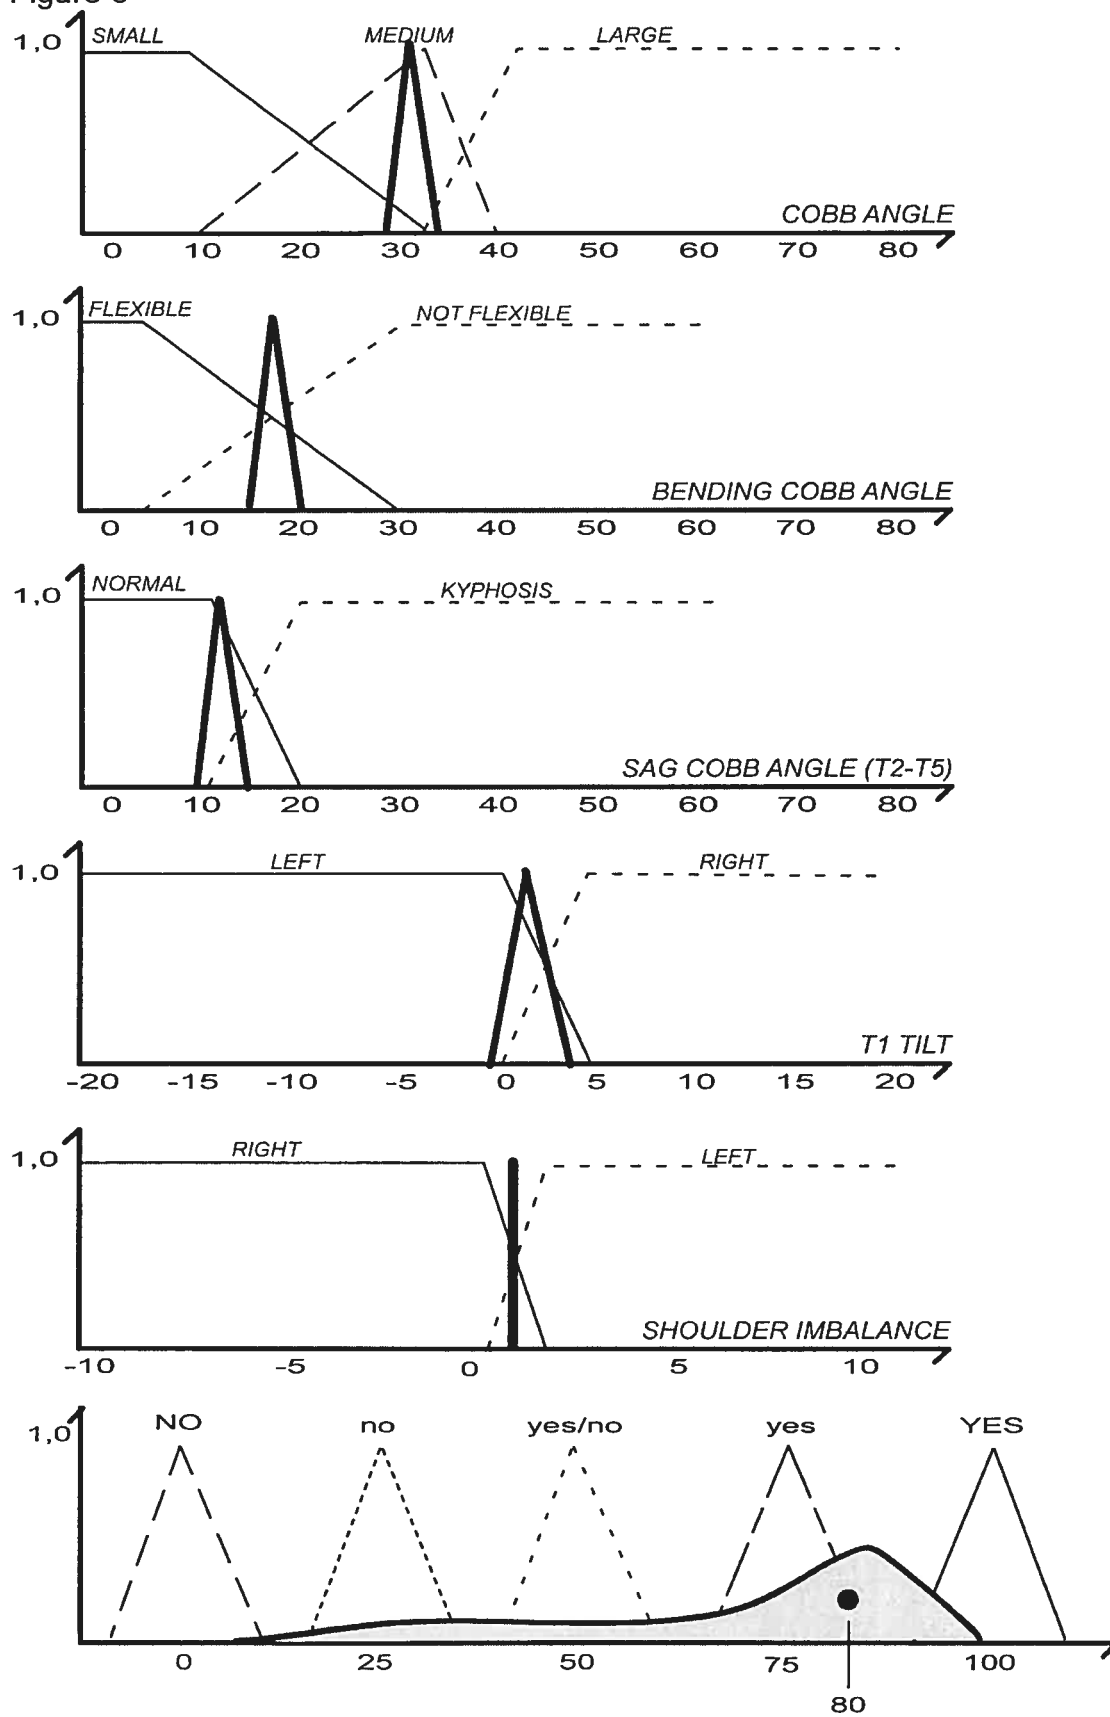 1,0 SMALL MEDIUM LARGE
COBB ANGLE
0 10 20 30 40 50 60 70 80
1,0 FLEXIBLE NOT FLEXIBLE
BENDING COBB ANGLE
0 10 20 30 40 50 60 70 80
1,0 NORMAL KYPHOSIS
SAG COBB ANGLE (T2-T5)
0 10 20 30 40 50 60 70 80
1,0 LEFT RIGHT
T1 TILT
-20 -15 -10 -5 0 5 10 15 20
1,0 RIGHT LEFT
SHOULDER IMBALANCE
-10 -5 0 5 10
1,0 NO no yes/no yes YES
0 25 50 75 100
80